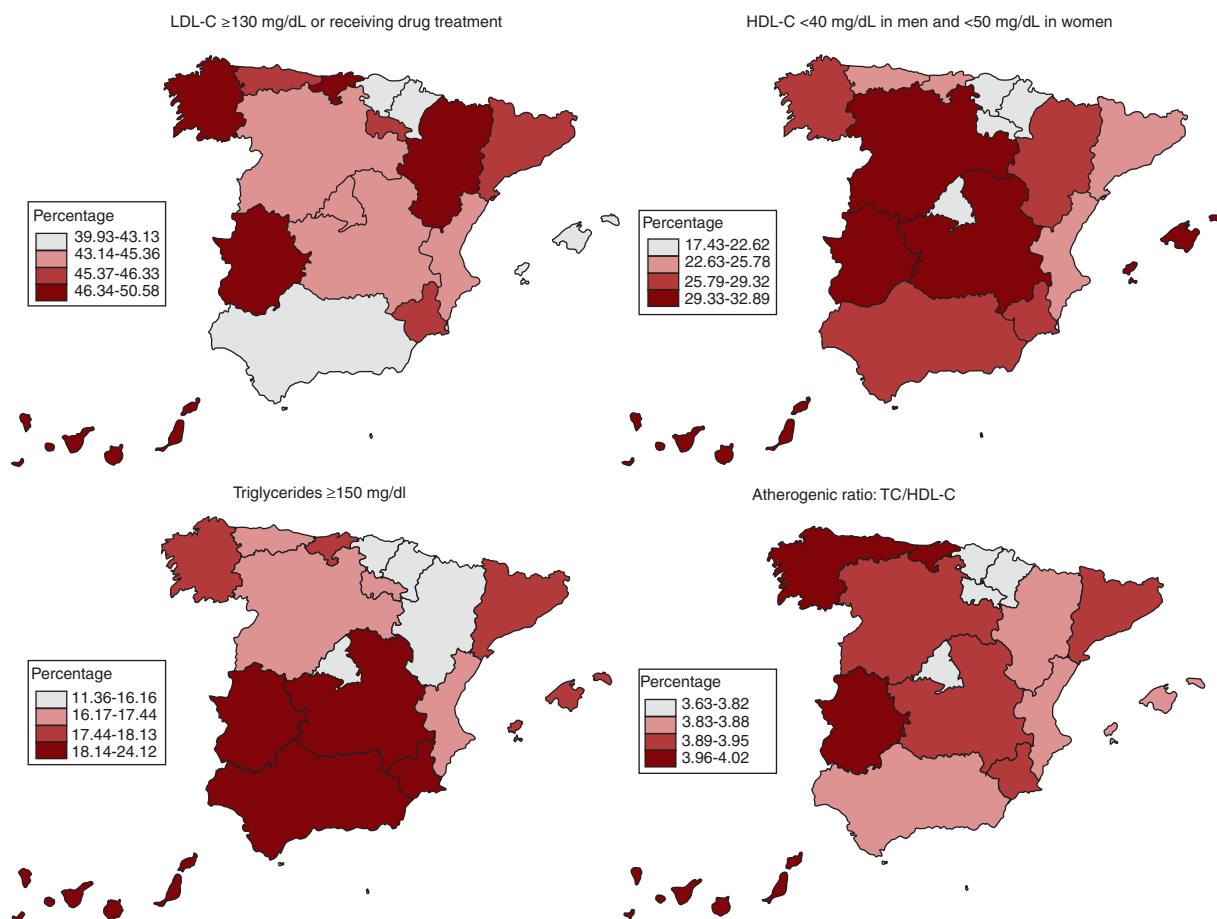 LDL-C ≥130 mg/dL or receiving drug treatment
Percentage
39.93-43.13
43.14-45.36
45.37-46.33
46.34-50.58
HDL-C <40 mg/dL in men and <50 mg/dL in women
Percentage
17.43-22.62
22.63-25.78
25.79-29.32
29.33-32.89
Triglycerides ≥150 mg/dl
Percentage
11.36-16.16
16.17-17.44
17.44-18.13
18.14-24.12
Atherogenic ratio: TC/HDL-C
Percentage
3.63-3.82
3.83-3.88
3.89-3.95
3.96-4.02